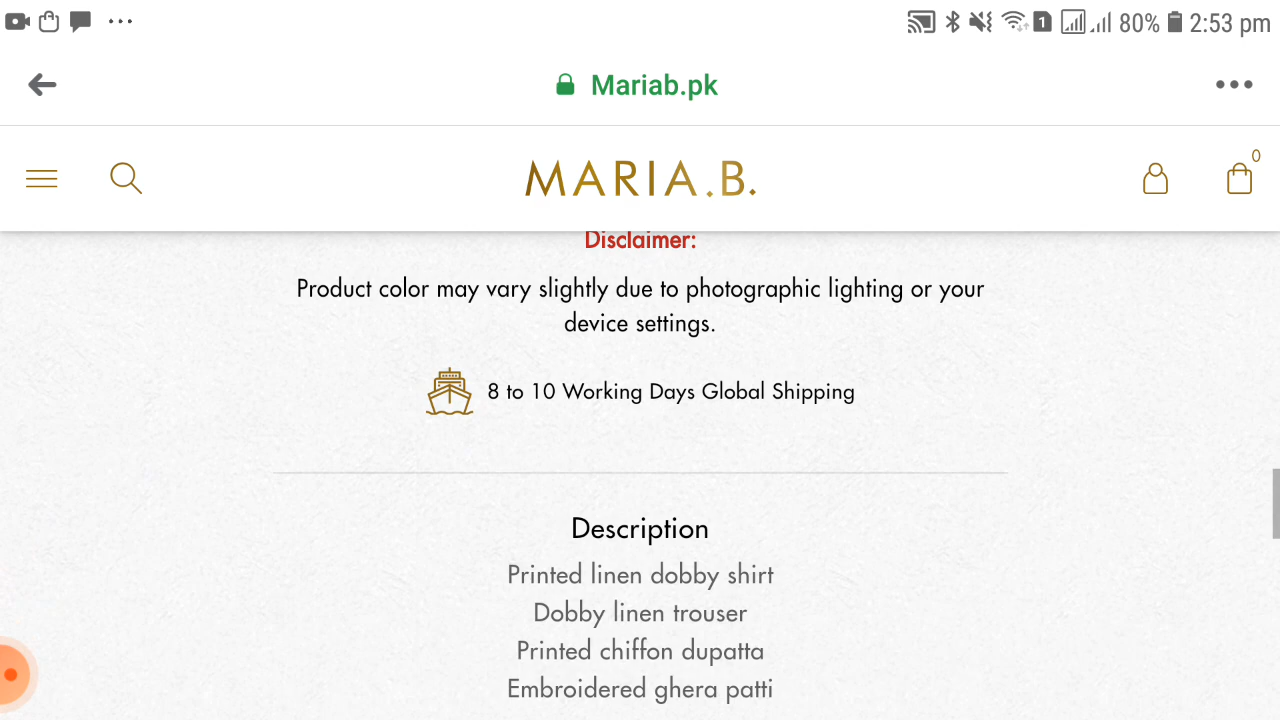 1 80% 2:53 pm
Mariab.pk
MARIA.B.
0
Disclaimer:
Product color may vary slightly due to photographic lighting or your
device settings.
8 to 10 Working Days Global Shipping
Description
Printed linen dobby shirt
Dobby linen trouser
Printed chiffon dupatta
Embroidered ghera patti